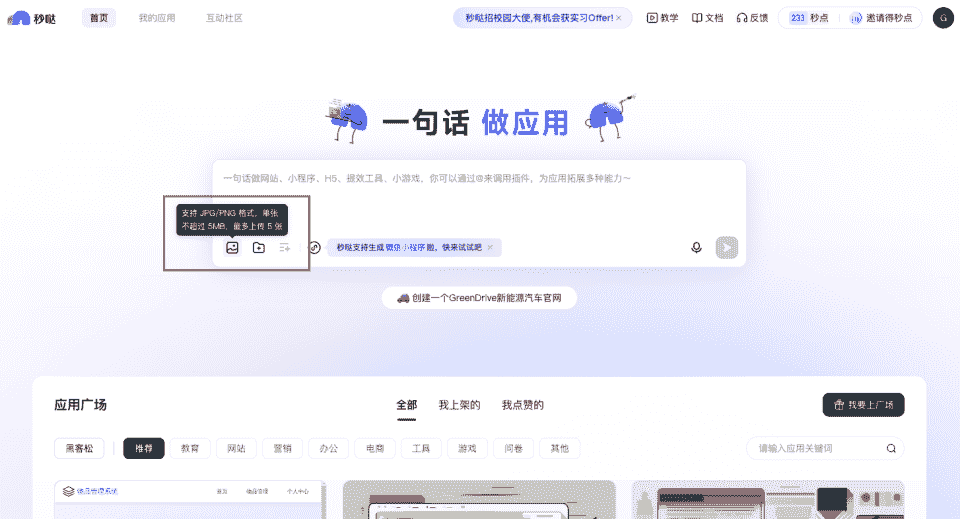 秒哒
首页
我的应用
互动社区
秒哒招校园大使,有机会获实习Offer!
教学
文档
反馈
233 秒点
邀请得秒点
G
一句话 做应用
一句话做网站、小程序、H5、提效工具、小游戏，你可以通过@来调用插件，为应用拓展多种能力~
支持 JPG/PNG 格式，单张
不超过 5MB，最多上传 5 张
秒哒支持生成 微信小程序 啦，快来试试吧
创建一个GreenDrive新能源汽车官网
应用广场
全部
我上架的
我点赞的
我要上广场
黑客松
推荐
教育
网站
营销
办公
电商
工具
游戏
问卷
其他
请输入应用关键词
首页
物品管理
个人中心